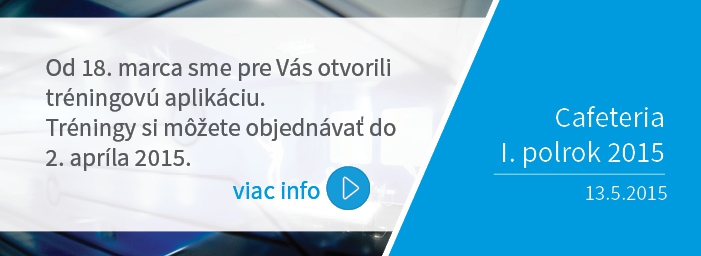 Od 18. marca sme pre Vás otvorili
tréningovú aplikáciu.
Tréningy si môžete objednávať do
2. apríla 2015.
viac info
Cafeteria
I. polrok 2015
13.5.2015